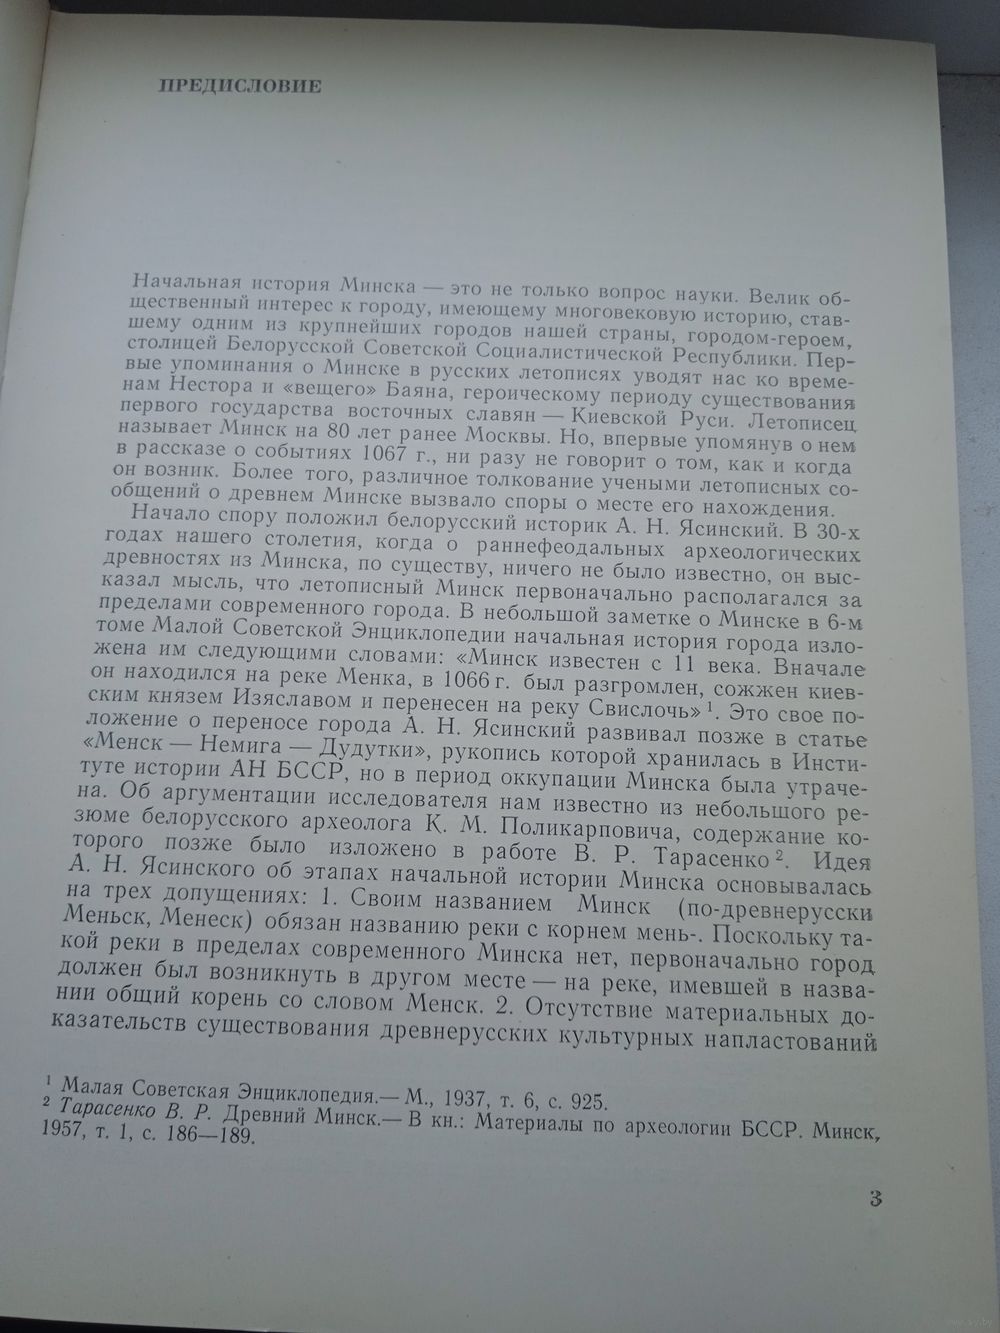 ПРЕДИСЛОВИЕ
Начальная история Минска — это не только вопрос науки. Велик об-
щественный интерес к городу, имеющему многовековую историю, став-
шему одним из крупнейших городов нашей страны, городом-героем,
столицей Белорусской Советской Социалистической Республики. Пер-
вые упоминания о Минске в русских летописях уводят нас ко време-
нам Нестора и «вещего» Баяна, героическому периоду существования
первого государства восточных славян — Киевской Руси. Летописец
называет Минск на 80 лет ранее Москвы. Но, впервые упомянув о нем
в рассказе о событиях 1067 г., ни разу не говорит о том, как и когда
он возник. Более того, различное толкование учеными летописных со-
общений о древнем Минске вызвало споры о месте его нахождения.
Начало спору положил белорусский историк А. Н. Ясинский. В 30-х
годах нашего столетия, когда о раннефеодальных археологических
древностях из Минска, по существу, ничего не было известно, он выс-
казал мысль, что летописный Минск первоначально располагался за
пределами современного города. В небольшой заметке о Минске в 6-м
томе Малой Советской Энциклопедии начальная история города изло-
жена им следующими словами: «Минск известен с 11 века. Вначале
он находился на реке Менка, в 1066 г. был разгромлен, сожжен киев-
ским князем Изяславом и перенесен на реку Свислочь» ¹. Это свое по-
ложение о переносе города А. Н. Ясинский развивал позже в статье
«Менск — Немига — Дудутки», рукопись которой хранилась в Инсти-
туте истории АН БССР, но в период оккупации Минска была утраче-
на. Об аргументации исследователя нам известно из небольшого ре-
зюме белорусского археолога К. М. Поликарповича, содержание ко-
торого позже было изложено в работе В. Р. Тарасенко ². Идея
А. Н. Ясинского об этапах начальной истории Минска основывалась
на трех допущениях: 1. Своим названием Минск (по-древнерусски
Меньск, Менеск) обязан названию реки с корнем мень-. Поскольку та-
кой реки в пределах современного Минска нет, первоначально город
должен был возникнуть в другом месте — на реке, имевшей в назва-
нии общий корень со словом Менск. 2. Отсутствие материальных до-
казательств существования древнерусских культурных напластований
¹ Малая Советская Энциклопедия.— М., 1937, т. 6, с. 925.
² Тарасенко В. Р. Древний Минск.— В кн.: Материалы по археологии БССР. Минск,
1957, т. 1, с. 186—189.
3